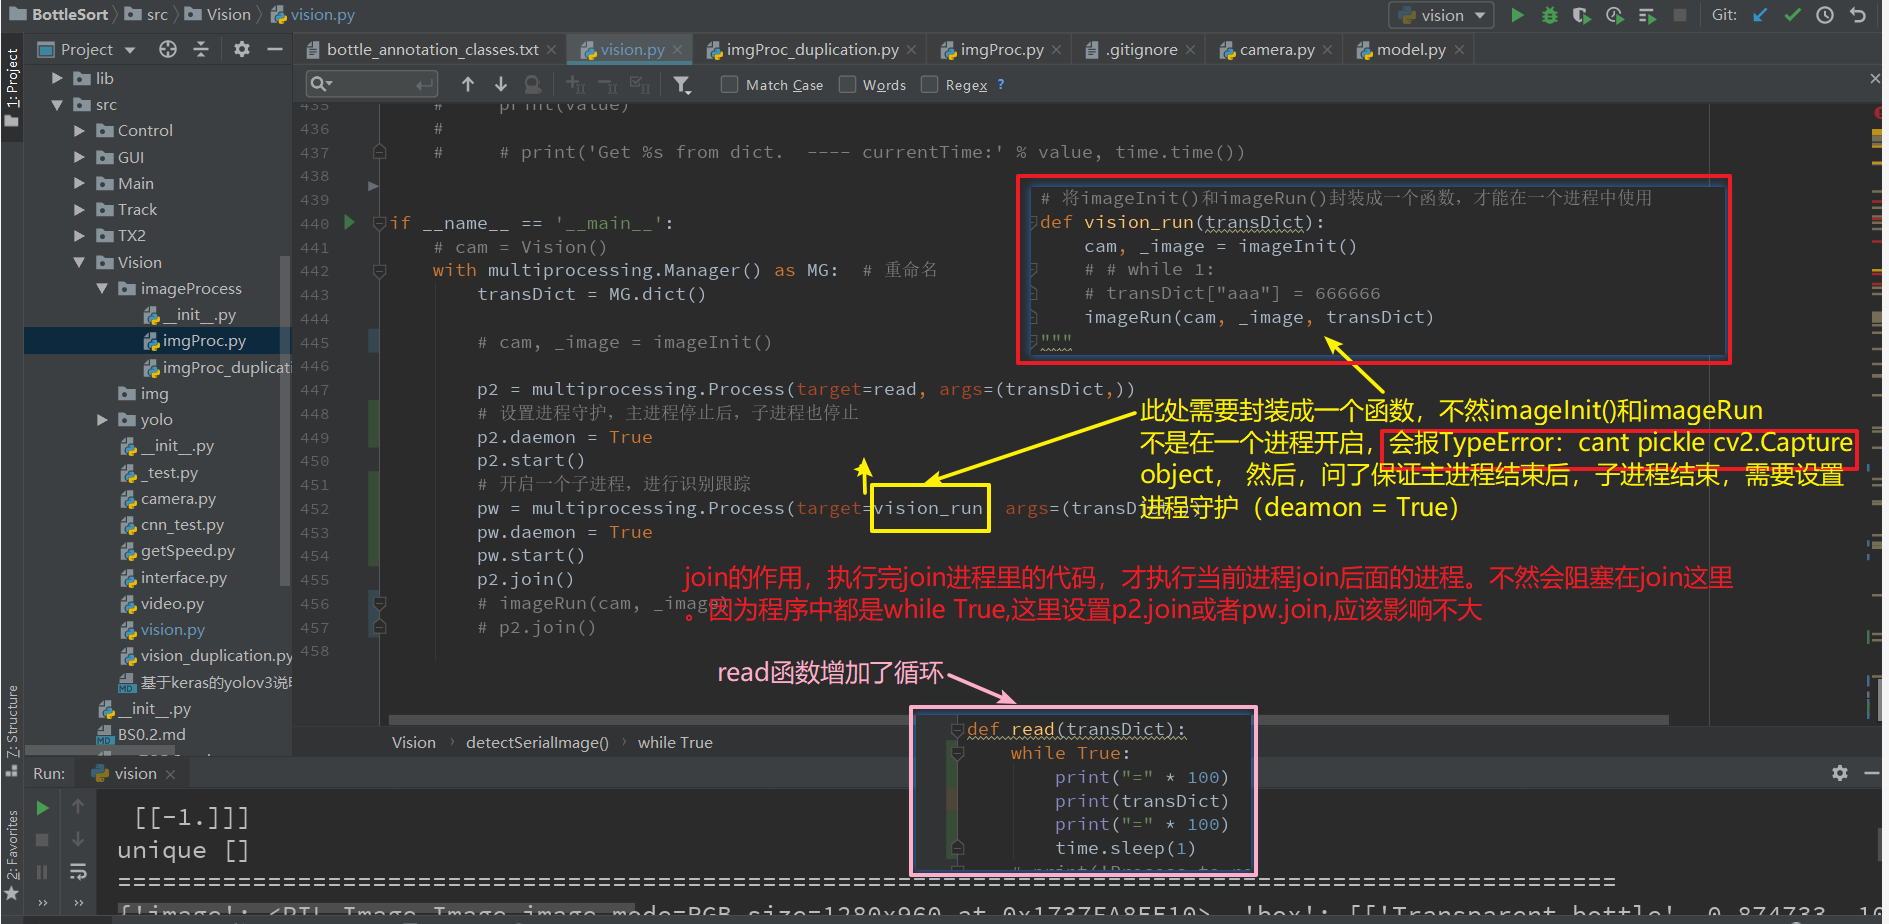 BottleSort
src
Vision
vision.py
vision
Git:
1: Project
Project
bottle_annotation_classes.txt
vision.py
imgProc_duplication.py
imgProc.py
.gitignore
camera.py
model.py
Match Case
Words
Regex
?
lib
src
Control
GUI
Main
Track
TX2
Vision
imageProcess
__init__.py
imgProc.py
imgProc_duplicati
img
yolo
__init__.py
_test.py
camera.py
cnn_test.py
getSpeed.py
interface.py
video.py
vision.py
vision_duplication.py
基于keras的yolov3说明
__init__.py
BS0.2.md
435 # print(value)
436 #
437 # # print('Get %s from dict. ---- currentTime:' % value, time.time())
438
439
440 if __name__ == '__main__':
441 # cam = Vision()
442 with multiprocessing.Manager() as MG: # 重命名
443 transDict = MG.dict()
444
445 # cam, _image = imageInit()
446
447 p2 = multiprocessing.Process(target=read, args=(transDict,))
448 # 设置进程守护，主进程停止后，子进程也停止
449 p2.daemon = True
450 p2.start()
451 # 开启一个子进程，进行识别跟踪
452 pw = multiprocessing.Process(target=vision_run args=(transD
453 pw.daemon = True
454 pw.start()
455 p2.join()
456 # imageRun(cam, _image)
457 # p2.join()
458
# 将imageInit()和imageRun()封装成一个函数，才能在一个进程中使用
def vision_run(transDict):
cam, _image = imageInit()
# # while 1:
# transDict["aaa"] = 666666
imageRun(cam, _image, transDict)
"""
此处需要封装成一个函数，不然imageInit()和imageRun
不是在一个进程开启，会报TypeError：cant pickle cv2.Capture
object， 然后，问了保证主进程结束后，子进程结束，需要设置
进程守护（deamon = True）
join的作用，执行完join进程里的代码，才执行当前进程join后面的进程。不然会阻塞在join这里
。因为程序中都是while True,这里设置p2.join或者pw.join,应该影响不大
read函数增加了循环
def read(transDict):
while True:
print("=" * 100)
print(transDict)
print("=" * 100)
time.sleep(1)
Vision
detectSerialImage()
while True
Z: Structure
2: Favorites
Run:
vision
[[-1.]]]
unique []